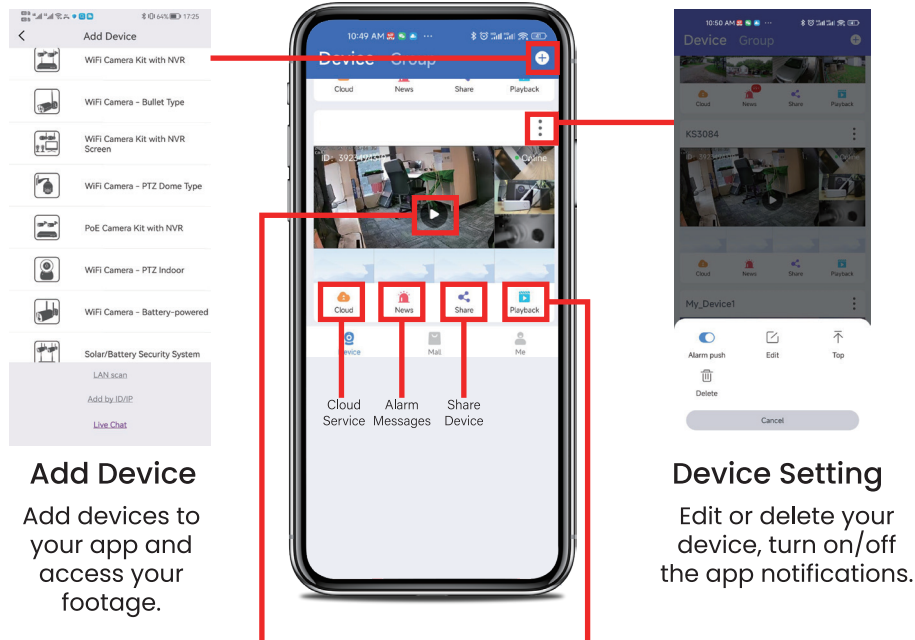 64% 17:25
Add Device
WiFi Camera Kit with NVR
WiFi Camera – Bullet Type
WiFi Camera Kit with NVR
Screen
WiFi Camera – PTZ Dome Type
PoE Camera Kit with NVR
WiFi Camera – PTZ Indoor
WiFi Camera – Battery-powered
Solar/Battery Security System
LAN scan
Add by ID/IP
Live Chat
Add Device
Add devices to
your app and
access your
footage.
10:49 AM
Device Group
Cloud News Share Playback
Online
Cloud News Share Playback
Device Mall Me
Cloud
Service
Alarm
Messages
Share
Device
10:50 AM
Device Group
Cloud News Share Playback
KS3084
Online
Cloud News Share Playback
My_Device1
Alarm push Edit Top
Delete
Cancel
Device Setting
Edit or delete your
device, turn on/off
the app notifications.